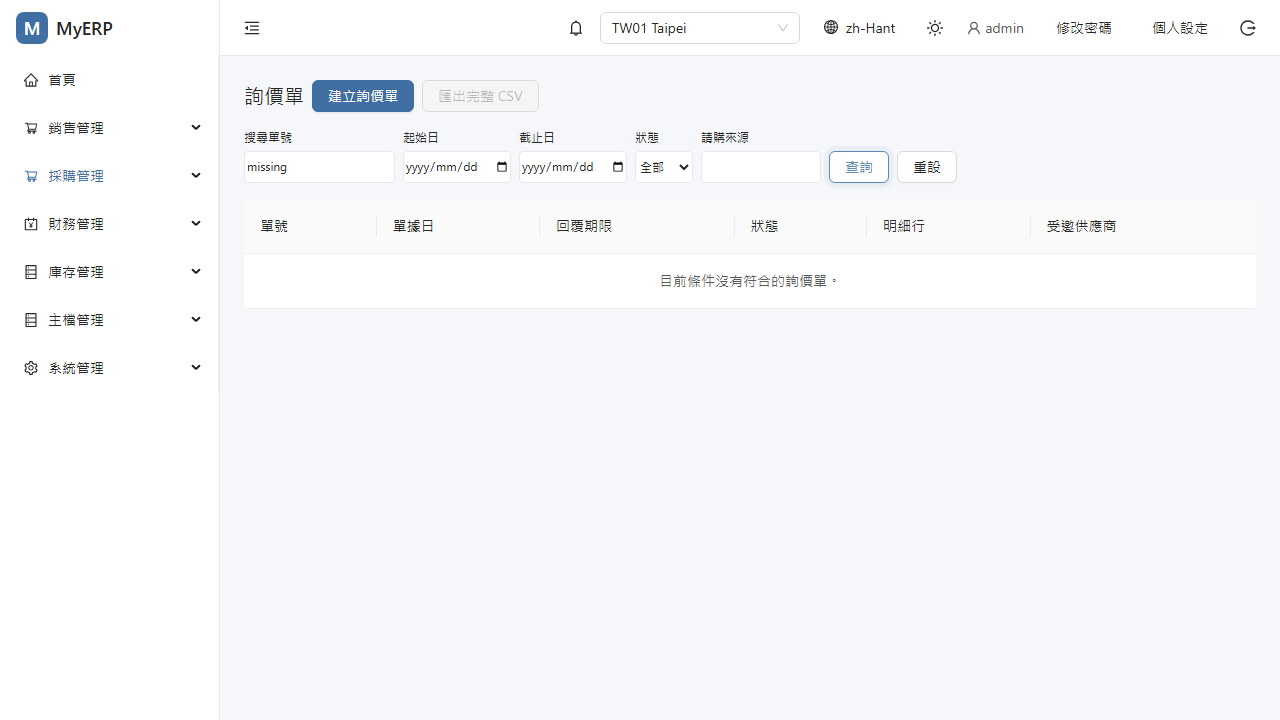 M MyERP
TW01 Taipei
zh-Hant
admin
修改密碼
個人設定
首頁
銷售管理
採購管理
財務管理
庫存管理
主檔管理
系統管理
詢價單
建立詢價單
匯出完整 CSV
搜尋單號
起始日
截止日
狀態
請購來源
missing
yyyy/mm/dd
yyyy/mm/dd
全部
查詢
重設
單號
單據日
回覆期限
狀態
明細行
受邀供應商
目前條件沒有符合的詢價單。